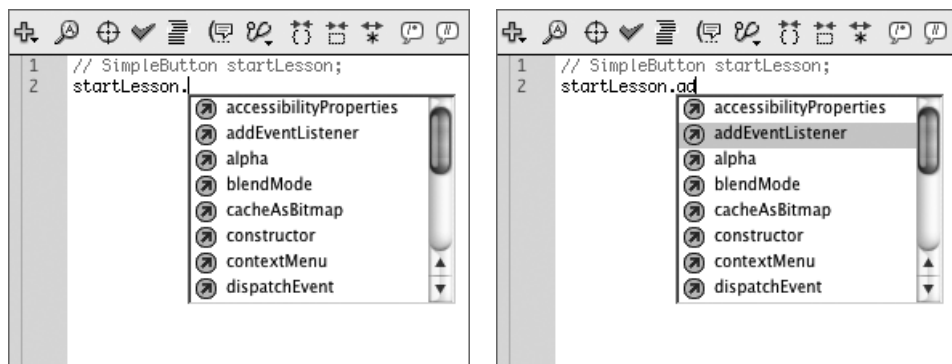 1 // SimpleButton startLesson;
2 startLesson.
accessibilityProperties
addEventListener
alpha
blendMode
cacheAsBitmap
constructor
contextMenu
dispatchEvent
1 // SimpleButton startLesson;
2 startLesson.ad
accessibilityProperties
addEventListener
alpha
blendMode
cacheAsBitmap
constructor
contextMenu
dispatchEvent